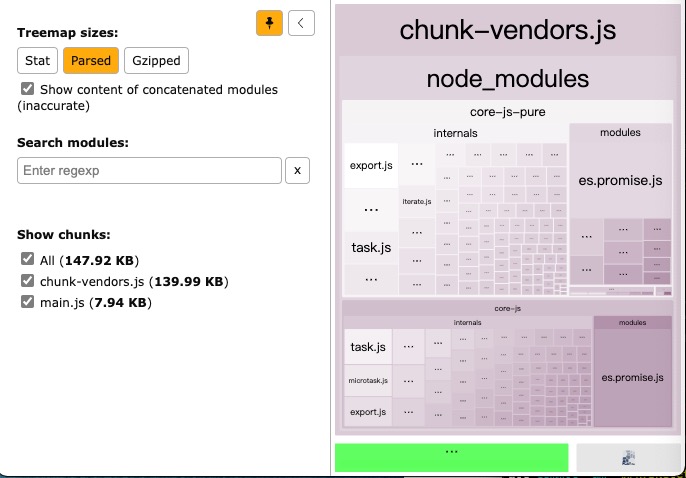 Treemap sizes:
Stat
Parsed
Gzipped
Show content of concatenated modules
(inaccurate)
Search modules:
Enter regexp
x
Show chunks:
All (147.92 KB)
chunk-vendors.js (139.99 KB)
main.js (7.94 KB)
chunk-vendors.js
node_modules
core-js-pure
internals
modules
export.js
...
es.promise.js
iterate.js
...
task.js
...
core-js
internals
modules
task.js
...
es.promise.js
microtask.js
...
export.js
...
...